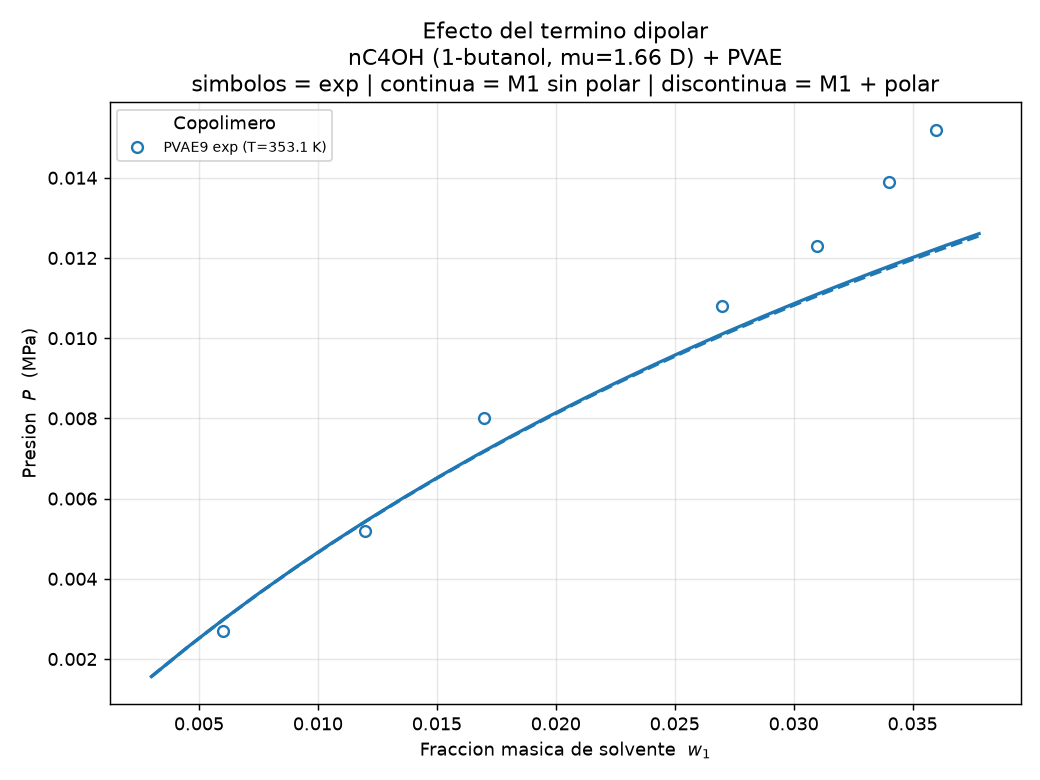 Efecto del termino dipolar
nC4OH (1-butanol, mu=1.66 D) + PVAE
simbolos = exp | continua = M1 sin polar | discontinua = M1 + polar
Copolimero
PVAE9 exp (T=353.1 K)
0.014
0.012
0.010
0.008
0.006
0.004
0.002
Presion P (MPa)
0.005 0.010 0.015 0.020 0.025 0.030 0.035
Fraccion masica de solvente w₁